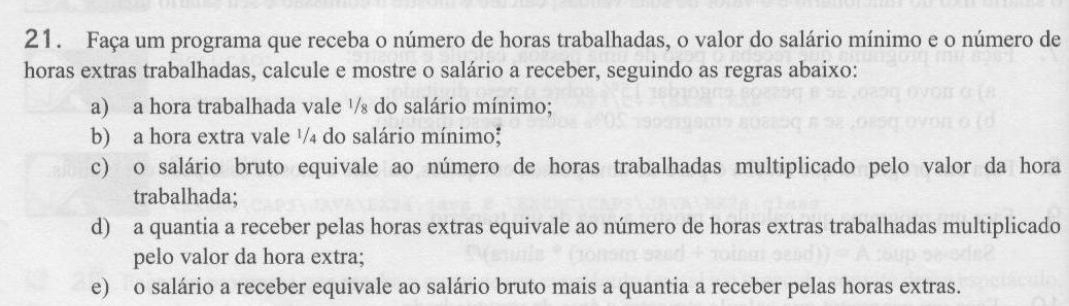 21. Faça um programa que receba o número de horas trabalhadas, o valor do salário mínimo e o número de
horas extras trabalhadas, calcule e mostre o salário a receber, seguindo as regras abaixo:
a) a hora trabalhada vale 1/8 do salário mínimo;
b) a hora extra vale 1/4 do salário mínimo;
c) o salário bruto equivale ao número de horas trabalhadas multiplicado pelo valor da hora
trabalhada;
d) a quantia a receber pelas horas extras equivale ao número de horas extras trabalhadas multiplicado
pelo valor da hora extra;
e) o salário a receber equivale ao salário bruto mais a quantia a receber pelas horas extras.